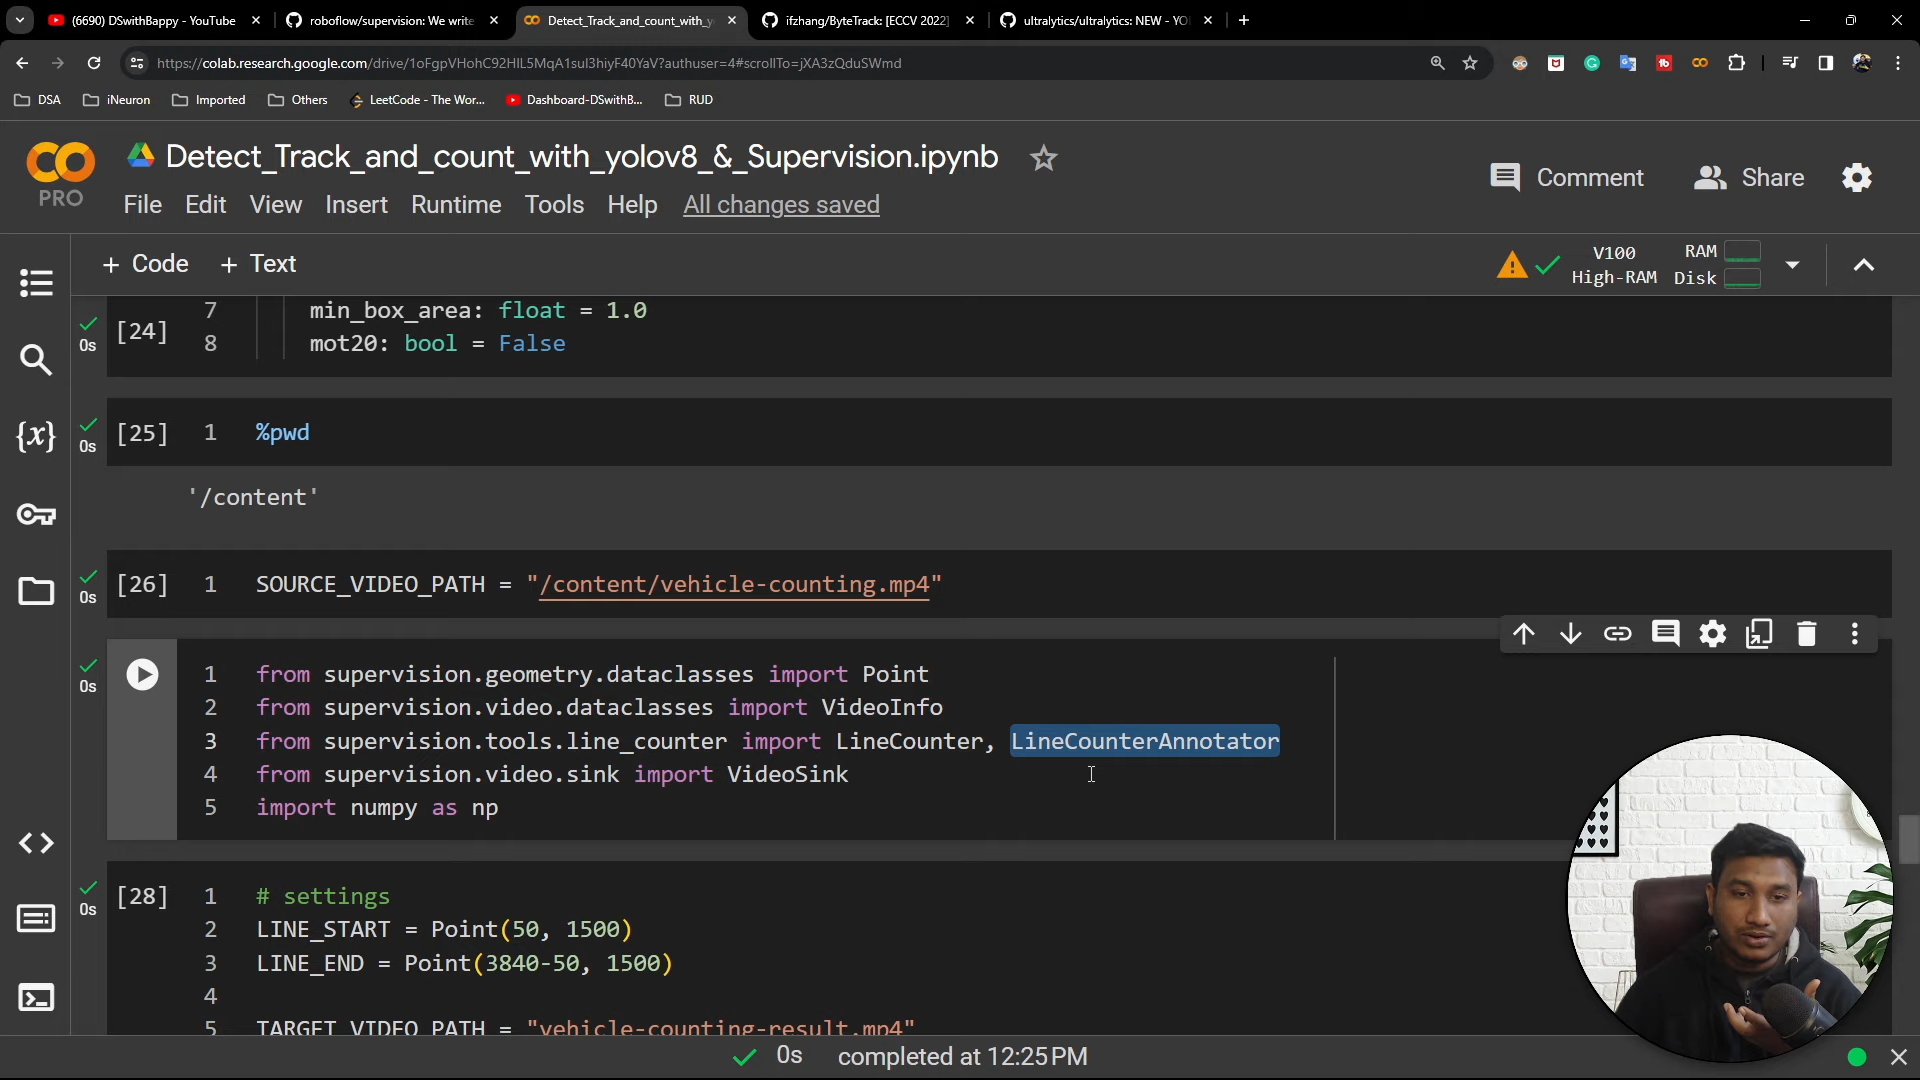 (6690) DSwithBappy - YouTube
roboflow/supervision: We write
Detect_Track_and_count_with_y
ifzhang/ByteTrack: [ECCV 2022]
ultralytics/ultralytics: NEW - YO
https://colab.research.google.com/drive/1oFgpVHohC92HIL5MqA1sul3hiyF40YaV?authuser=4#scrollTo=jXA3zQduSWmd
DSA
iNeuron
Imported
Others
LeetCode - The Wor...
Dashboard-DSwithB...
RUD
CO
PRO
Detect_Track_and_count_with_yolov8_&_Supervision.ipynb
Comment
Share
File Edit View Insert Runtime Tools Help All changes saved
+ Code + Text
V100
High-RAM
RAM
Disk
0s [24]
7 min_box_area: float = 1.0
8 mot20: bool = False
0s [25] 1 %pwd
'/content'
0s [26] 1 SOURCE_VIDEO_PATH = "/content/vehicle-counting.mp4"
0s
1 from supervision.geometry.dataclasses import Point
2 from supervision.video.dataclasses import VideoInfo
3 from supervision.tools.line_counter import LineCounter, LineCounterAnnotator
4 from supervision.video.sink import VideoSink
5 import numpy as np
0s [28] 1 # settings
2 LINE_START = Point(50, 1500)
3 LINE_END = Point(3840-50, 1500)
4
5 TARGET_VIDEO_PATH = "vehicle-counting-result.mp4"
0s completed at 12:25 PM